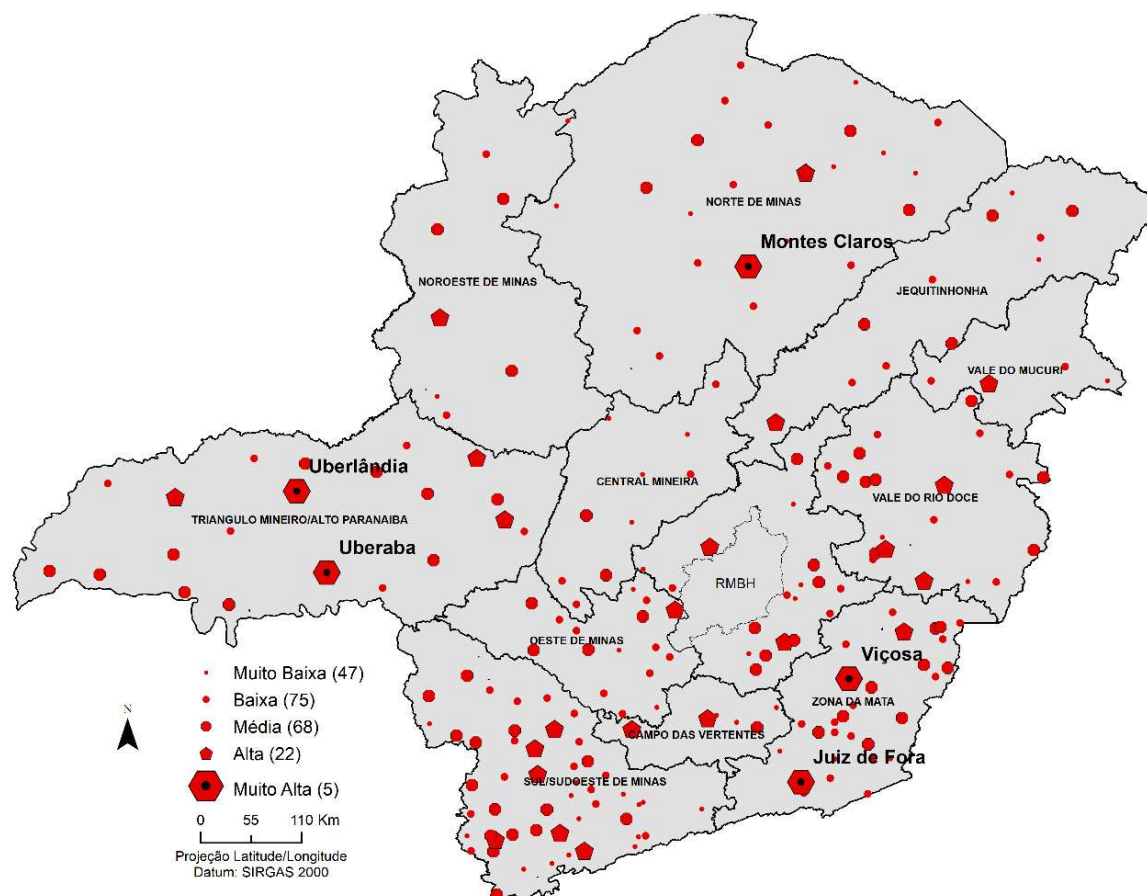 NORTE DE MINAS
Montes Claros
NOROESTE DE MINAS
JEQUITINHONHA
VALE DO MUCURI
Uberlândia
CENTRAL MINEIRA
VALE DO RIO DOCE
TRIANGULO MINEIRO/ALTO PARANAIBA
Uberaba
RMBH
OESTE DE MINAS
Viçosa
ZONA DA MATA
CAMPO DAS VERTENTES
Juiz de Fora
SUL/SUDOESTE DE MINAS
Muito Baixa (47)
Baixa (75)
Média (68)
Alta (22)
Muito Alta (5)
N
0 55 110 Km
Projeção Latitude/Longitude
Datum: SIRGAS 2000